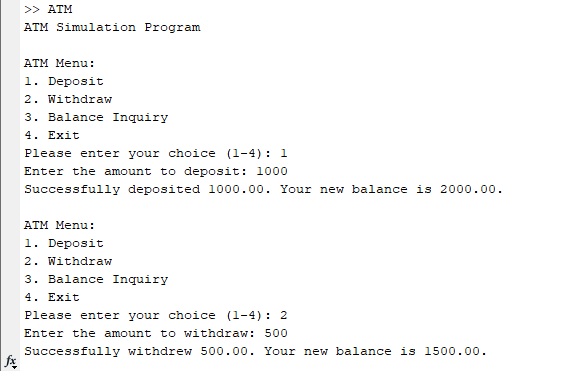 >> ATM
ATM Simulation Program
ATM Menu:
1. Deposit
2. Withdraw
3. Balance Inquiry
4. Exit
Please enter your choice (1-4): 1
Enter the amount to deposit: 1000
Successfully deposited 1000.00. Your new balance is 2000.00.
ATM Menu:
1. Deposit
2. Withdraw
3. Balance Inquiry
4. Exit
Please enter your choice (1-4): 2
Enter the amount to withdraw: 500
Successfully withdrew 500.00. Your new balance is 1500.00.
fx